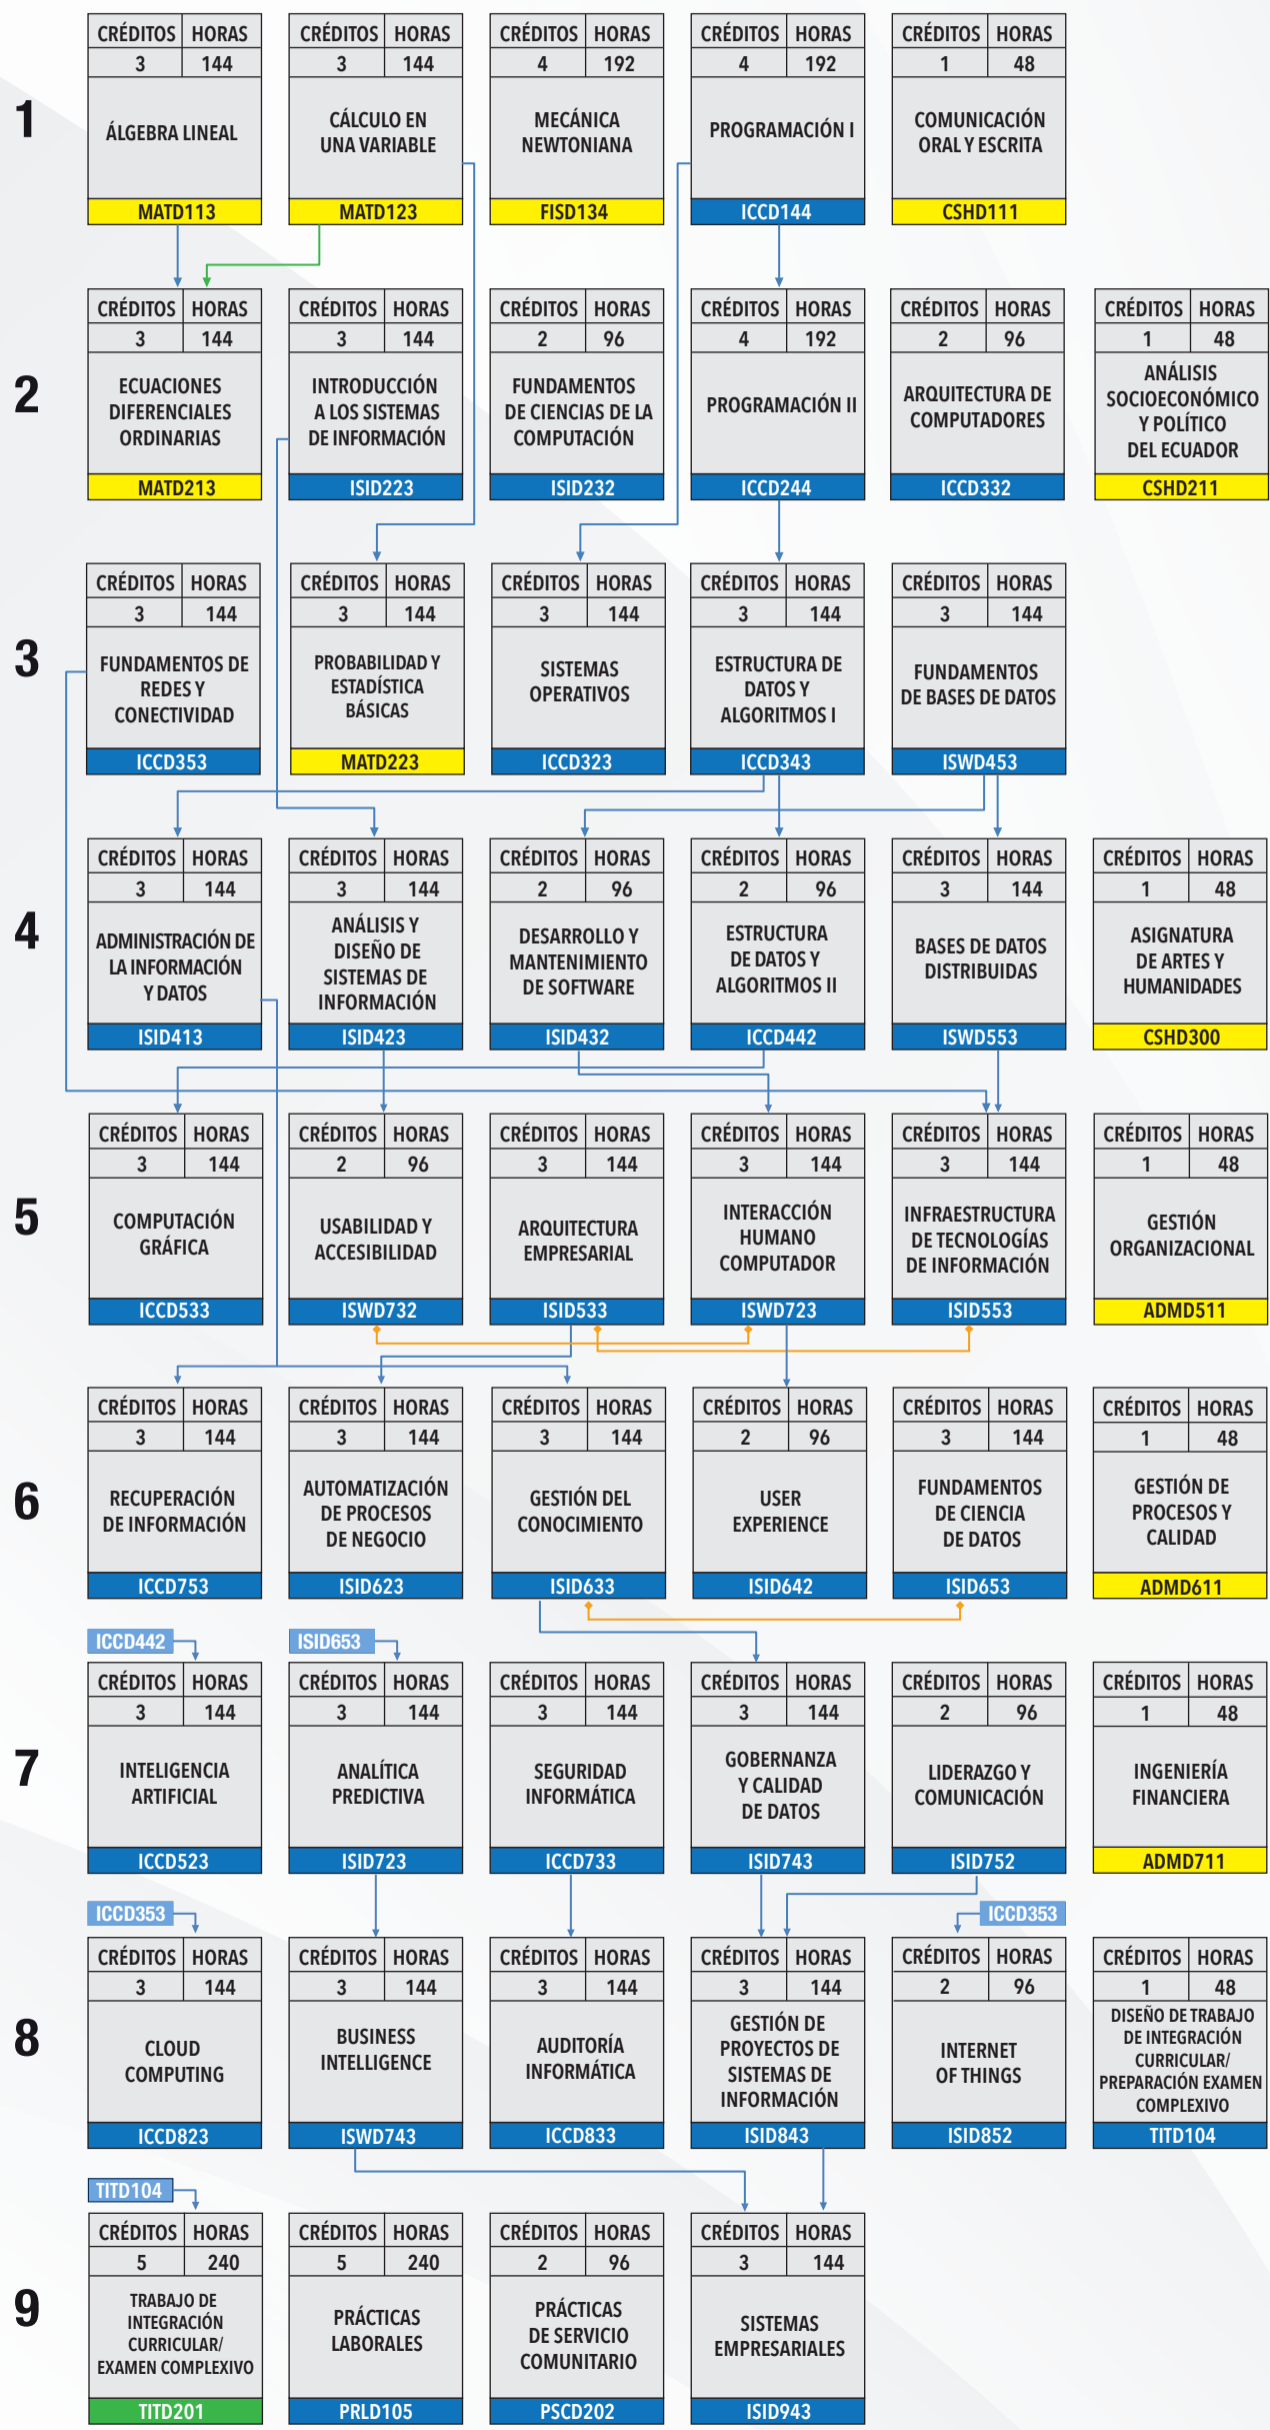 CRÉDITOS HORAS CRÉDITOS HORAS CRÉDITOS HORAS CRÉDITOS HORAS CRÉDITOS HORAS
3 144 3 144 4 192 4 192 1 48
1
ÁLGEBRA LINEAL
CÁLCULO EN
UNA VARIABLE
MECÁNICA
NEWTONIANA
PROGRAMACIÓN I
COMUNICACIÓN
ORAL Y ESCRITA
MATD113 MATD123 FISD134 ICCD144 CSHD111
CRÉDITOS HORAS CRÉDITOS HORAS CRÉDITOS HORAS CRÉDITOS HORAS CRÉDITOS HORAS CRÉDITOS HORAS
3 144 3 144 2 96 4 192 2 96 1 48
2
ECUACIONES
DIFERENCIALES
ORDINARIAS
INTRODUCCIÓN
A LOS SISTEMAS
DE INFORMACIÓN
FUNDAMENTOS
DE CIENCIAS DE LA
COMPUTACIÓN
PROGRAMACIÓN II
ARQUITECTURA DE
COMPUTADORES
ANÁLISIS
SOCIOECONÓMICO
Y POLÍTICO
DEL ECUADOR
MATD213 ISID223 ISID232 ICCD244 ICCD332 CSHD211
CRÉDITOS HORAS CRÉDITOS HORAS CRÉDITOS HORAS CRÉDITOS HORAS CRÉDITOS HORAS
3 144 3 144 3 144 3 144 3 144
3
FUNDAMENTOS DE
REDES Y
CONECTIVIDAD
PROBABILIDAD Y
ESTADÍSTICA
BÁSICAS
SISTEMAS
OPERATIVOS
ESTRUCTURA DE
DATOS Y
ALGORITMOS I
FUNDAMENTOS
DE BASES DE DATOS
ICCD353 MATD223 ICCD323 ICCD343 ISWD453
CRÉDITOS HORAS CRÉDITOS HORAS CRÉDITOS HORAS CRÉDITOS HORAS CRÉDITOS HORAS CRÉDITOS HORAS
3 144 3 144 2 96 2 96 3 144 1 48
4
ADMINISTRACIÓN DE
LA INFORMACIÓN
Y DATOS
ANÁLISIS Y
DISEÑO DE
SISTEMAS DE
INFORMACIÓN
DESARROLLO Y
MANTENIMIENTO
DE SOFTWARE
ESTRUCTURA
DE DATOS Y
ALGORITMOS II
BASES DE DATOS
DISTRIBUIDAS
ASIGNATURA
DE ARTES Y
HUMANIDADES
ISID413 ISID423 ISID432 ICCD442 ISWD553 CSHD300
CRÉDITOS HORAS CRÉDITOS HORAS CRÉDITOS HORAS CRÉDITOS HORAS CRÉDITOS HORAS CRÉDITOS HORAS
3 144 2 96 3 144 3 144 3 144 1 48
5
COMPUTACIÓN
GRÁFICA
USABILIDAD Y
ACCESIBILIDAD
ARQUITECTURA
EMPRESARIAL
INTERACCIÓN
HUMANO
COMPUTADOR
INFRAESTRUCTURA
DE TECNOLOGÍAS
DE INFORMACIÓN
GESTIÓN
ORGANIZACIONAL
ICCD533 ISWD732 ISID533 ISWD723 ISID553 ADMD511
CRÉDITOS HORAS CRÉDITOS HORAS CRÉDITOS HORAS CRÉDITOS HORAS CRÉDITOS HORAS CRÉDITOS HORAS
3 144 3 144 3 144 2 96 3 144 1 48
6
RECUPERACIÓN
DE INFORMACIÓN
AUTOMATIZACIÓN
DE PROCESOS
DE NEGOCIO
GESTIÓN DEL
CONOCIMIENTO
USER
EXPERIENCE
FUNDAMENTOS
DE CIENCIA
DE DATOS
GESTIÓN DE
PROCESOS Y
CALIDAD
ICCD753 ISID623 ISID633 ISID642 ISID653 ADMD611
ICCD442 ISID653
CRÉDITOS HORAS CRÉDITOS HORAS CRÉDITOS HORAS CRÉDITOS HORAS CRÉDITOS HORAS CRÉDITOS HORAS
3 144 3 144 3 144 3 144 2 96 1 48
7
INTELIGENCIA
ARTIFICIAL
ANALÍTICA
PREDICTIVA
SEGURIDAD
INFORMÁTICA
GOBERNANZA
Y CALIDAD
DE DATOS
LIDERAZGO Y
COMUNICACIÓN
INGENIERÍA
FINANCIERA
ICCD523 ISID723 ICCD733 ISID743 ISID752 ADMD711
ICCD353 ICCD353
CRÉDITOS HORAS CRÉDITOS HORAS CRÉDITOS HORAS CRÉDITOS HORAS CRÉDITOS HORAS CRÉDITOS HORAS
3 144 3 144 3 144 3 144 2 96 1 48
8
CLOUD
COMPUTING
BUSINESS
INTELLIGENCE
AUDITORÍA
INFORMÁTICA
GESTIÓN DE
PROYECTOS DE
SISTEMAS DE
INFORMACIÓN
INTERNET
OF THINGS
DISEÑO DE TRABAJO
DE INTEGRACIÓN
CURRICULAR/
PREPARACIÓN EXAMEN
COMPLEXIVO
ICCD823 ISWD743 ICCD833 ISID843 ISID852 TITD104
TITD104
CRÉDITOS HORAS CRÉDITOS HORAS CRÉDITOS HORAS CRÉDITOS HORAS
5 240 5 240 2 96 3 144
9
TRABAJO DE
INTEGRACIÓN
CURRICULAR/
EXAMEN COMPLEXIVO
PRÁCTICAS
LABORALES
PRÁCTICAS
DE SERVICIO
COMUNITARIO
SISTEMAS
EMPRESARIALES
TITD201 PRLD105 PSCD202 ISID943